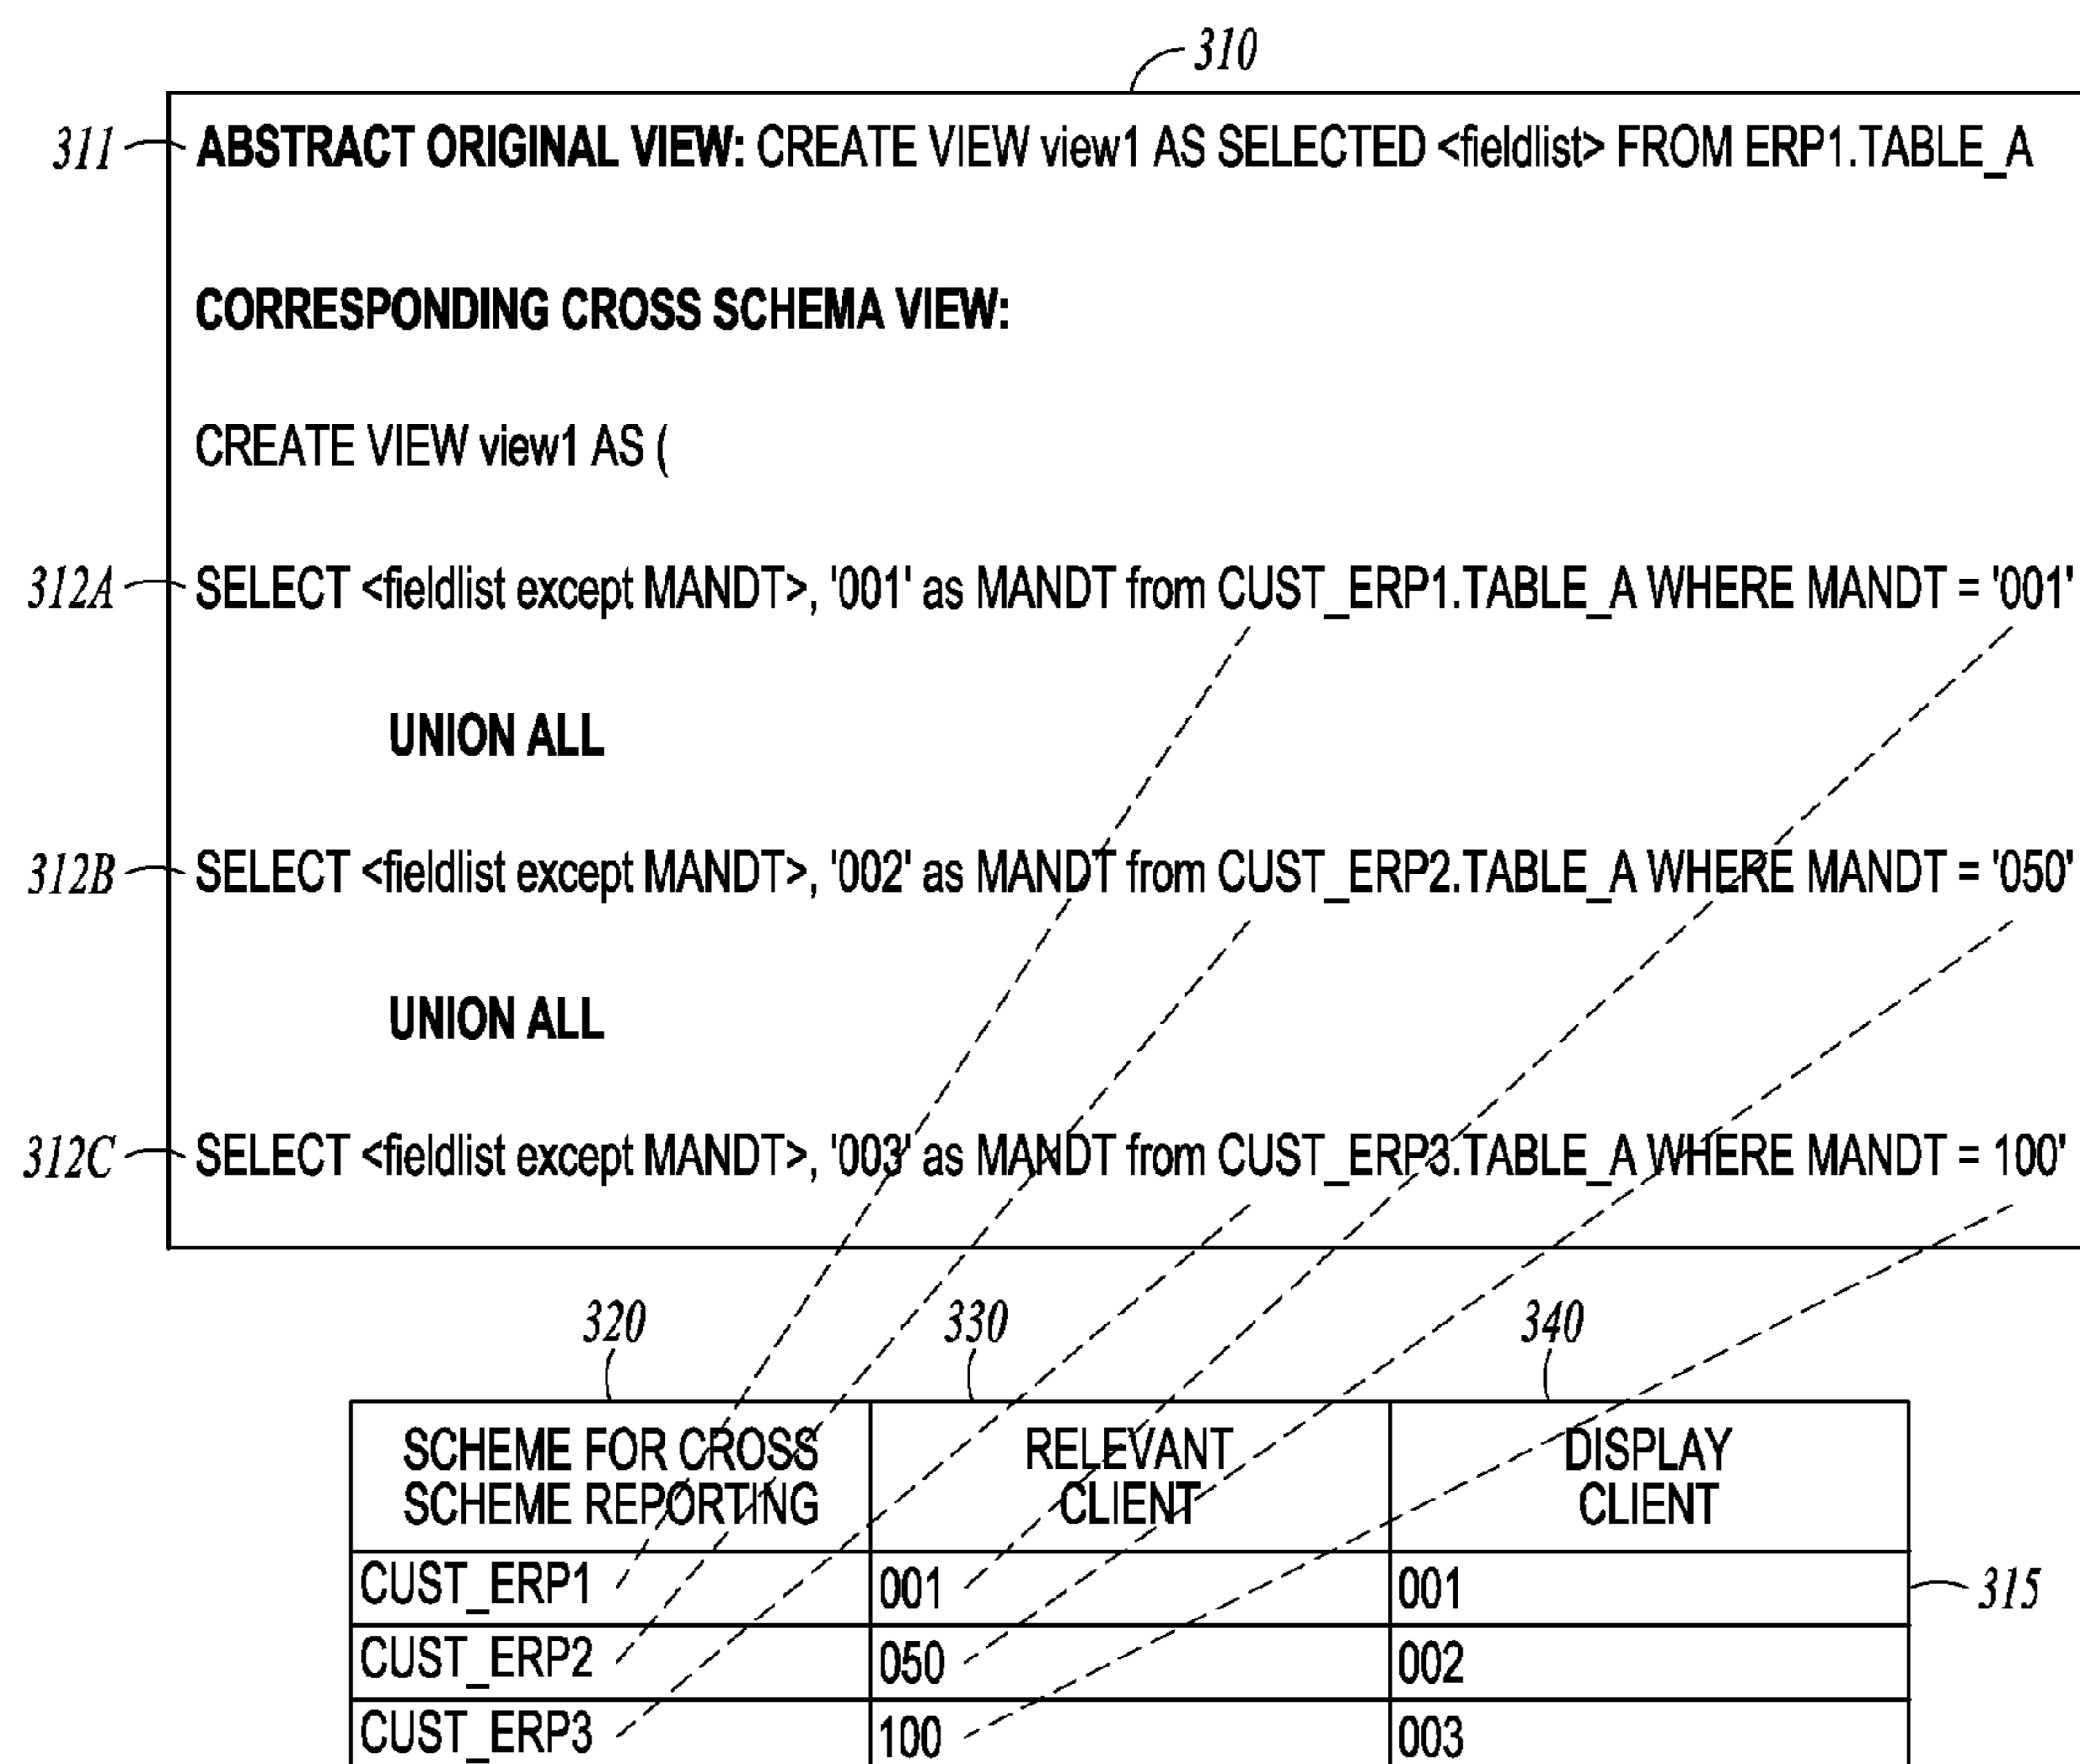 310
311 ABSTRACT ORIGINAL VIEW: CREATE VIEW view1 AS SELECTED <fieldlist> FROM ERP1.TABLE_A
CORRESPONDING CROSS SCHEMA VIEW:
CREATE VIEW view1 AS (
312A SELECT <fieldlist except MANDT>, '001' as MANDT from CUST_ERP1.TABLE_A WHERE MANDT = '001'
UNION ALL
312B SELECT <fieldlist except MANDT>, '002' as MANDT from CUST_ERP2.TABLE_A WHERE MANDT = '050'
UNION ALL
312C SELECT <fieldlist except MANDT>, '003' as MANDT from CUST_ERP3.TABLE_A WHERE MANDT = 100'
320 330 340
SCHEME FOR CROSS RELEVANT DISPLAY
SCHEME REPORTING CLIENT CLIENT
CUST_ERP1 001 001 315
CUST_ERP2 050 002
CUST_ERP3 100 003